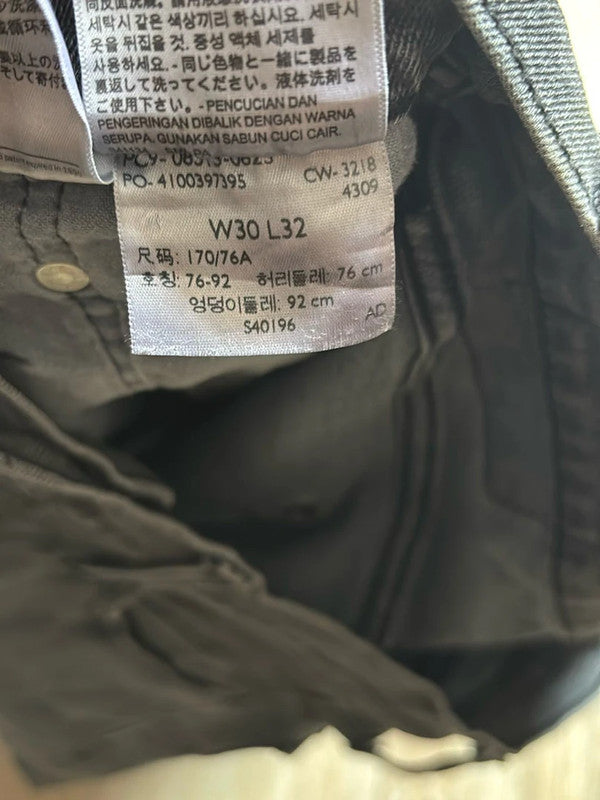 세탁시 같은 색상끼리 하십시오. 세탁시
옷을 뒤집을 것. 중성 액체 세제를
사용하세요. - 同じ色物と一緒に製品を
裏返して洗ってください。液体洗剤が
ご使用下さい。 - PENCUCIAN DAN
PENGERINGAN DIBALIK DENGAN WARNA
SERUPA. GUNAKAN SABUN CUCI CAIR.
PO- 4100397395
CW- 3218
4309
W30 L32
尺码: 170/76A
호칭: 76-92 허리둘레: 76 cm
엉덩이둘레: 92 cm
S40196
AD